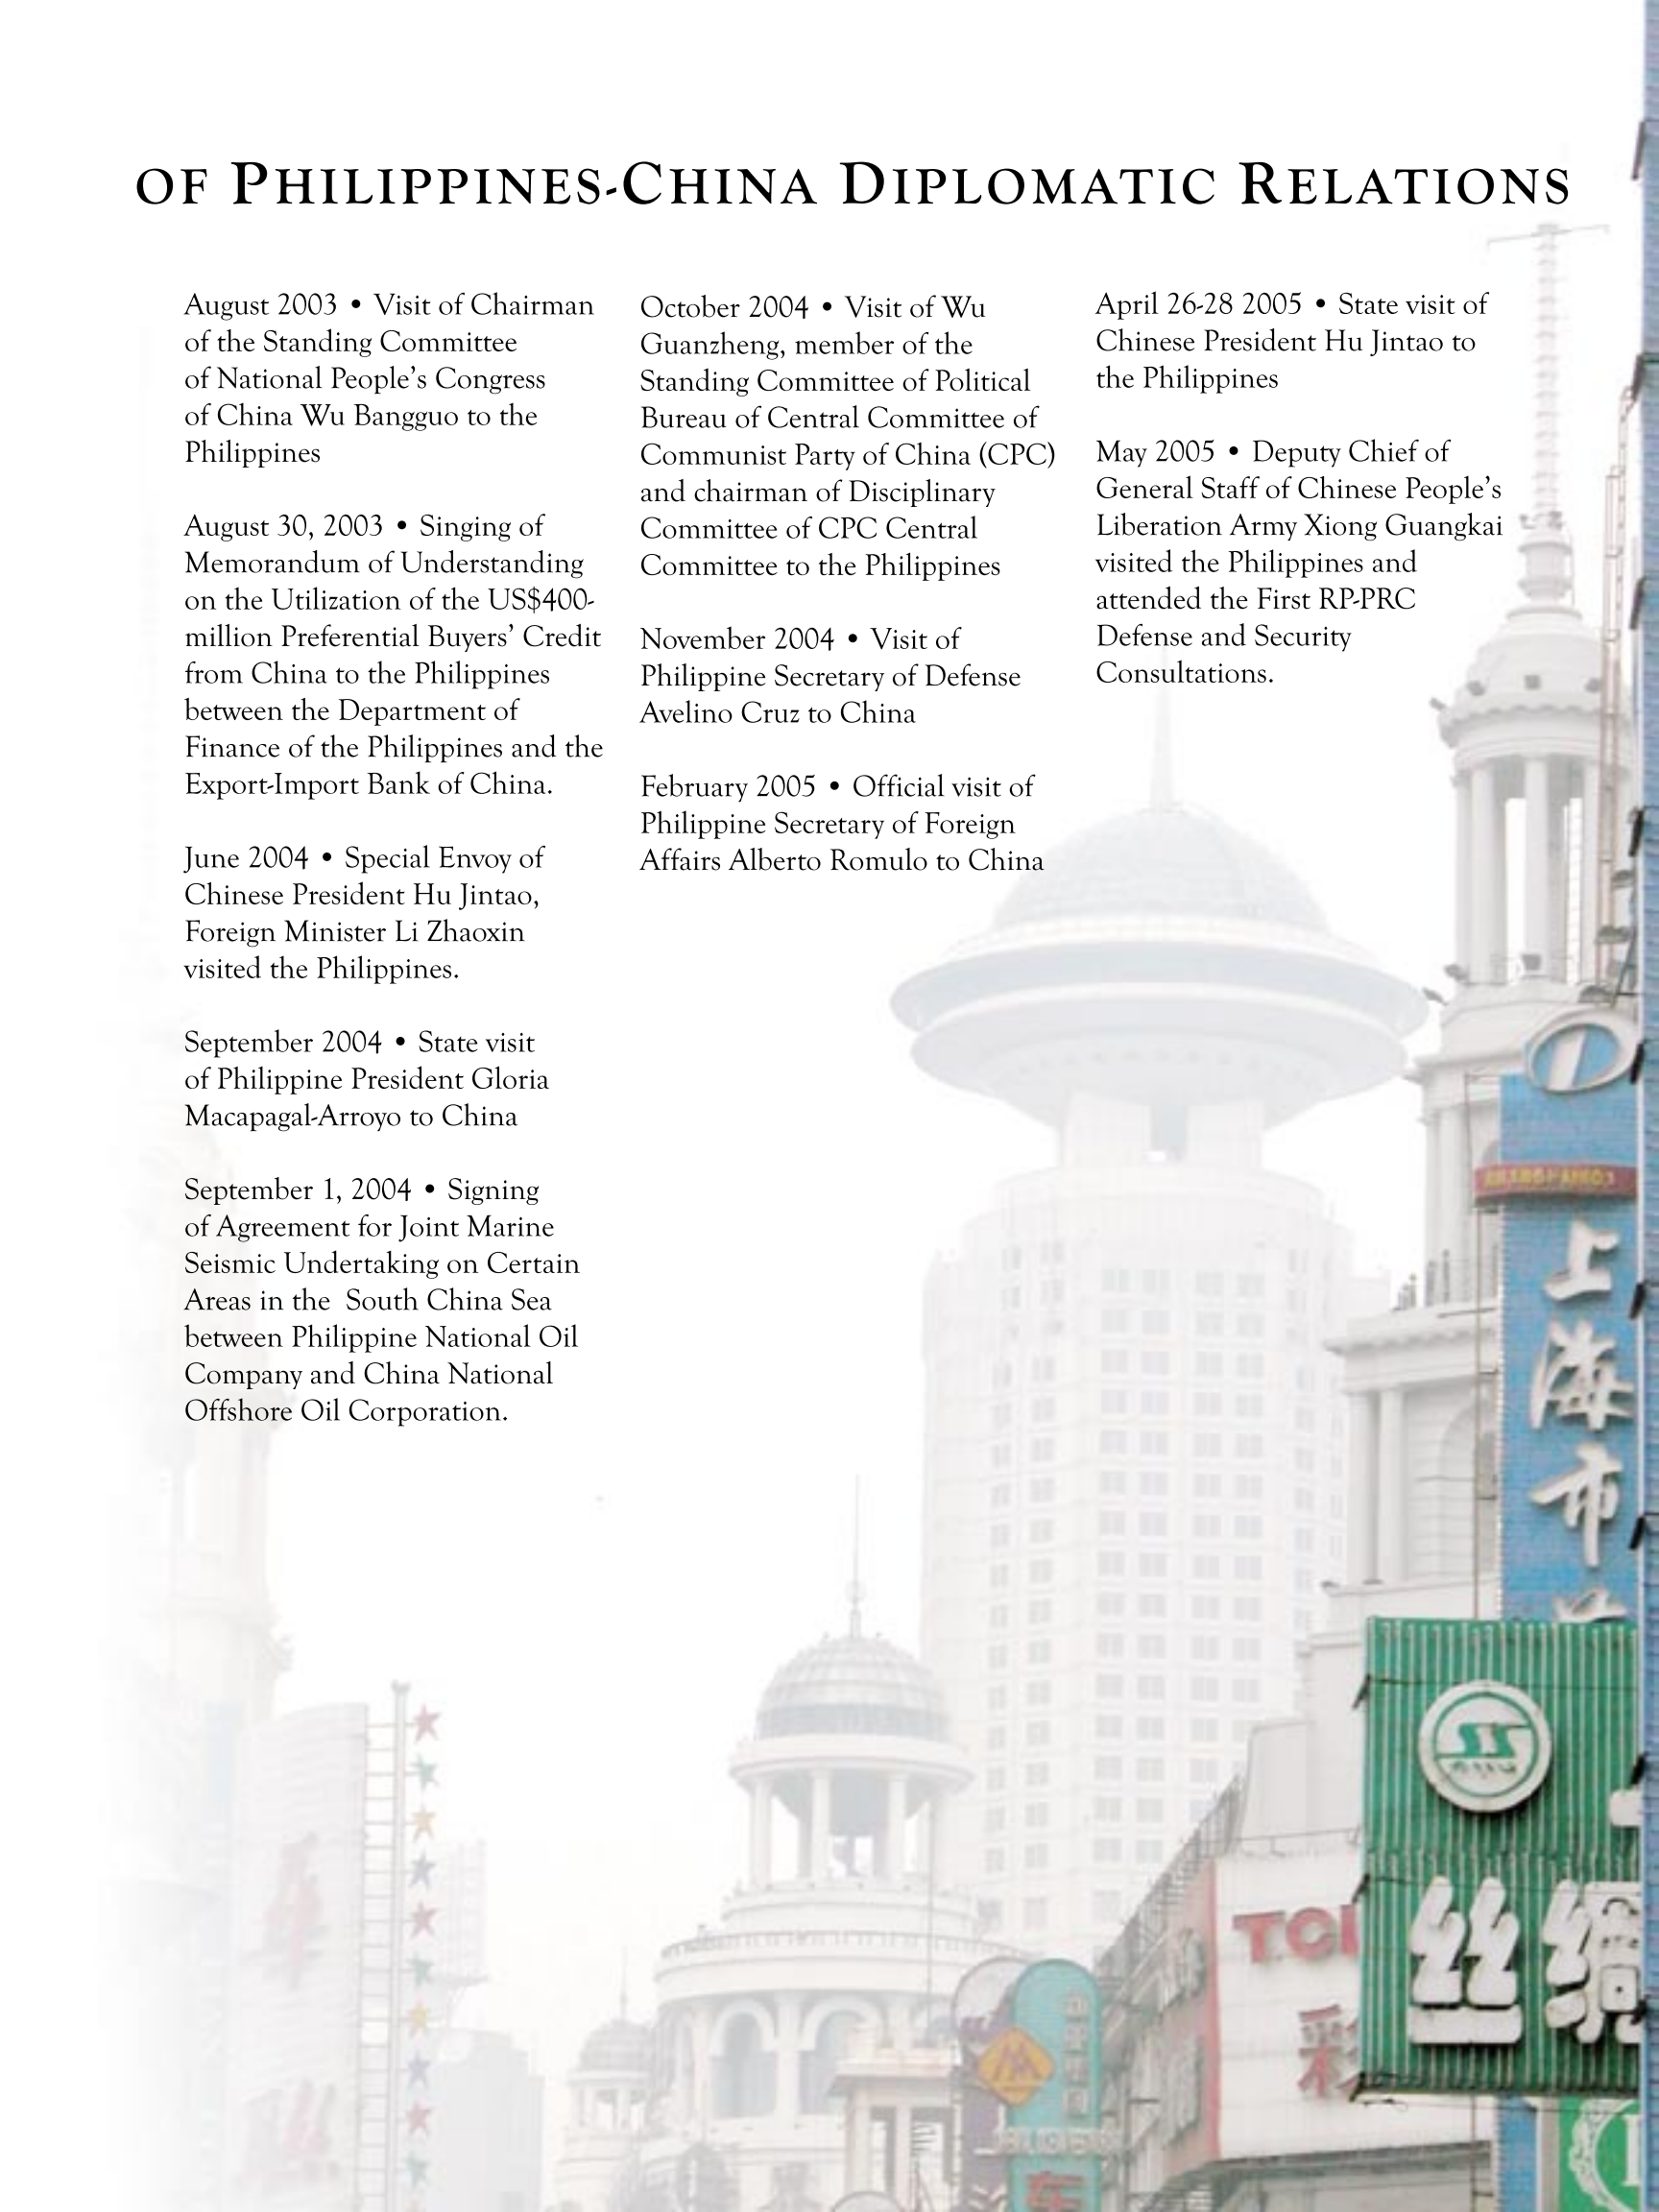 OF PHILIPPINES-CHINA DIPLOMATIC RELATIONS
August 2003 • Visit of Chairman
of the Standing Committee
of National People's Congress
of China Wu Bangguo to the
Philippines
August 30, 2003 • Singing of
Memorandum of Understanding
on the Utilization of the US$400-
million Preferential Buyers' Credit
from China to the Philippines
between the Department of
Finance of the Philippines and the
Export-Import Bank of China.
June 2004 • Special Envoy of
Chinese President Hu Jintao,
Foreign Minister Li Zhaoxin
visited the Philippines.
September 2004 • State visit
of Philippine President Gloria
Macapagal-Arroyo to China
September 1, 2004 • Signing
of Agreement for Joint Marine
Seismic Undertaking on Certain
Areas in the South China Sea
between Philippine National Oil
Company and China National
Offshore Oil Corporation.
October 2004 • Visit of Wu
Guanzheng, member of the
Standing Committee of Political
Bureau of Central Committee of
Communist Party of China (CPC)
and chairman of Disciplinary
Committee of CPC Central
Committee to the Philippines
November 2004 • Visit of
Philippine Secretary of Defense
Avelino Cruz to China
February 2005 • Official visit of
Philippine Secretary of Foreign
Affairs Alberto Romulo to China
April 26-28 2005 • State visit of
Chinese President Hu Jintao to
the Philippines
May 2005 • Deputy Chief of
General Staff of Chinese People's
Liberation Army Xiong Guangkai
visited the Philippines and
attended the First RP-PRC
Defense and Security
Consultations.
上海市
SS
丝绸
TCL
彩
车